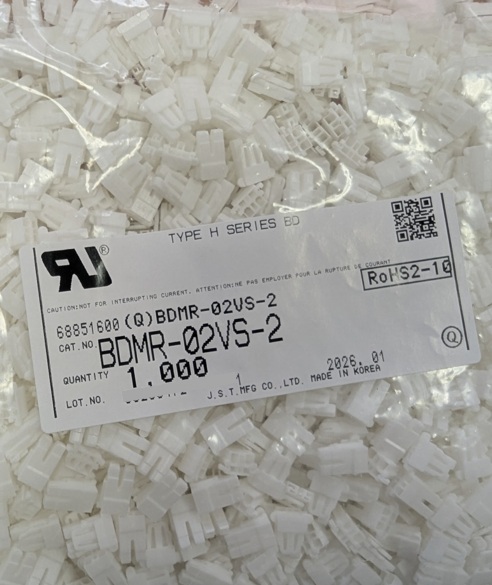 TYPE H SERIES BD
®
CAUTION:NOT FOR INTERRUPTING CURRENT. ATTENTION:NE PAS EMPLOYER POUR LA RUPTURE DE COURANT
RoHS2-10
68851600 (Q)BDMR-02VS-2
CAT.NO. BDMR-02VS-2
Q
QUANTITY 1,000
1 2026.01
LOT.NO. J.S.T.MFG CO.,LTD. MADE IN KOREA